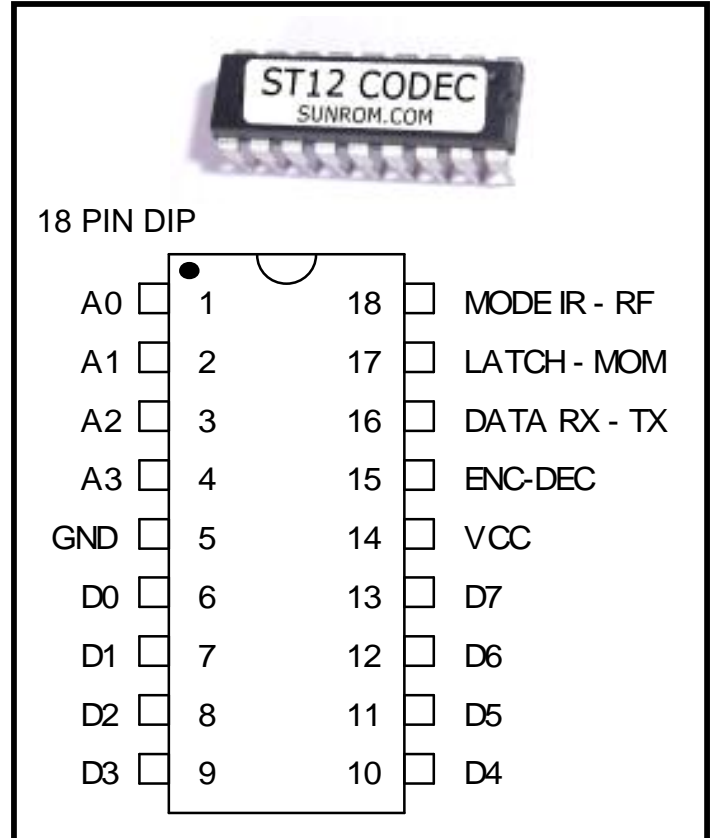 ST12 CODEC
SUNROM.COM
18 PIN DIP
A0 1 18 MODE IR - RF
A1 2 17 LATCH - MOM
A2 3 16 DATA RX - TX
A3 4 15 ENC-DEC
GND 5 14 VCC
D0 6 13 D7
D1 7 12 D6
D2 8 11 D5
D3 9 10 D4